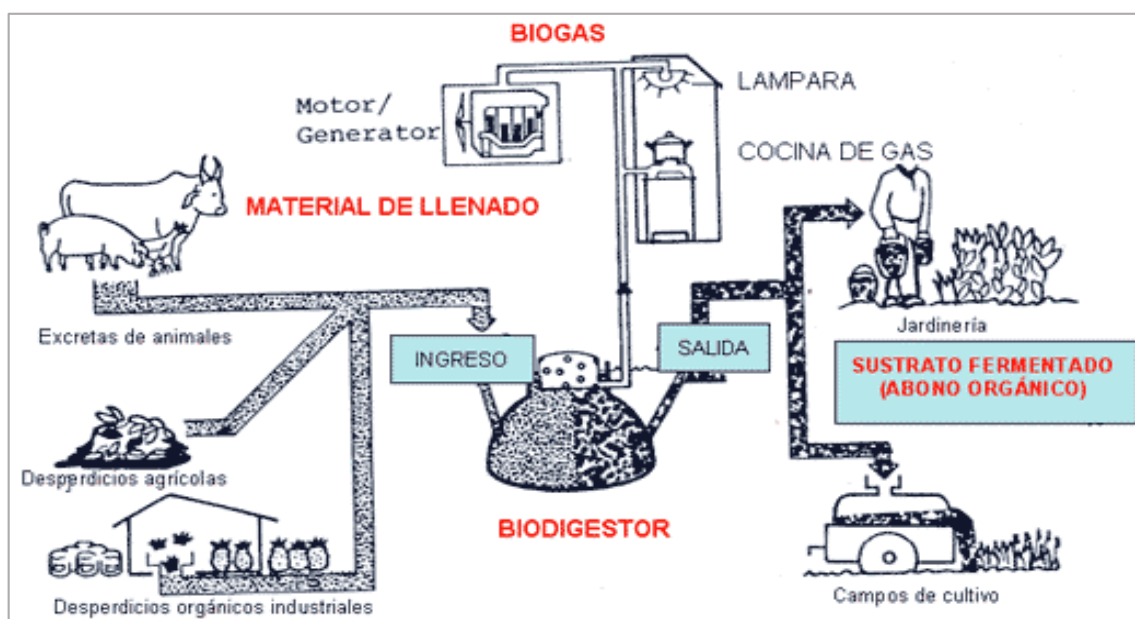 BIOGAS
LAMPARA
Motor/
Generator
COCINA DE GAS
MATERIAL DE LLENADO
Excretas de animales
INGRESO
SALIDA
Jardinería
SUSTRATO FERMENTADO
(ABONO ORGÁNICO)
Desperdicios agrícolas
BIODIGESTOR
Desperdicios orgánicos industriales
Campos de cultivo